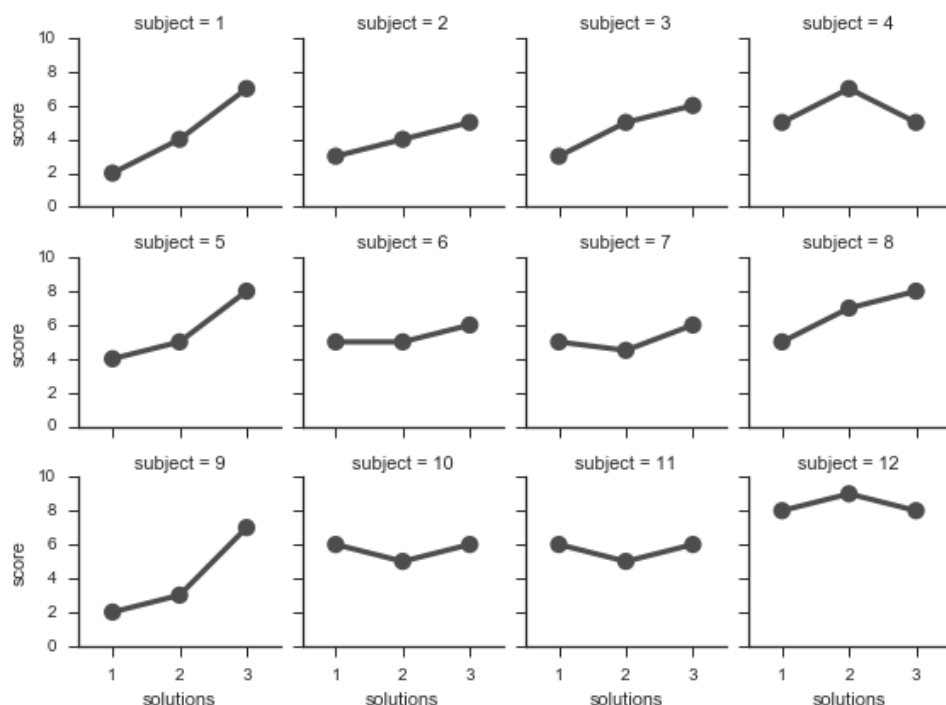 subject = 1 subject = 2 subject = 3 subject = 4
10
8
6
4
2
0
score
subject = 5 subject = 6 subject = 7 subject = 8
10
8
6
4
2
0
score
subject = 9 subject = 10 subject = 11 subject = 12
10
8
6
4
2
0
score
1 2 3 1 2 3 1 2 3 1 2 3
solutions solutions solutions solutions